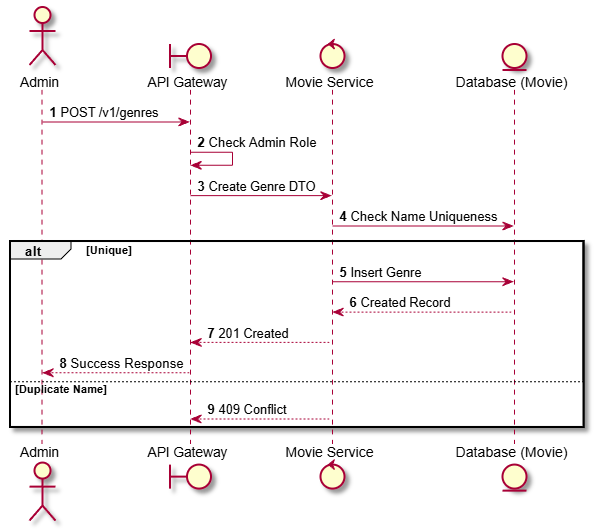 Admin
API Gateway
Movie Service
Database (Movie)
1 POST /v1/genres
2 Check Admin Role
3 Create Genre DTO
4 Check Name Uniqueness
alt [Unique]
5 Insert Genre
6 Created Record
7 201 Created
8 Success Response
[Duplicate Name]
9 409 Conflict
Admin
API Gateway
Movie Service
Database (Movie)